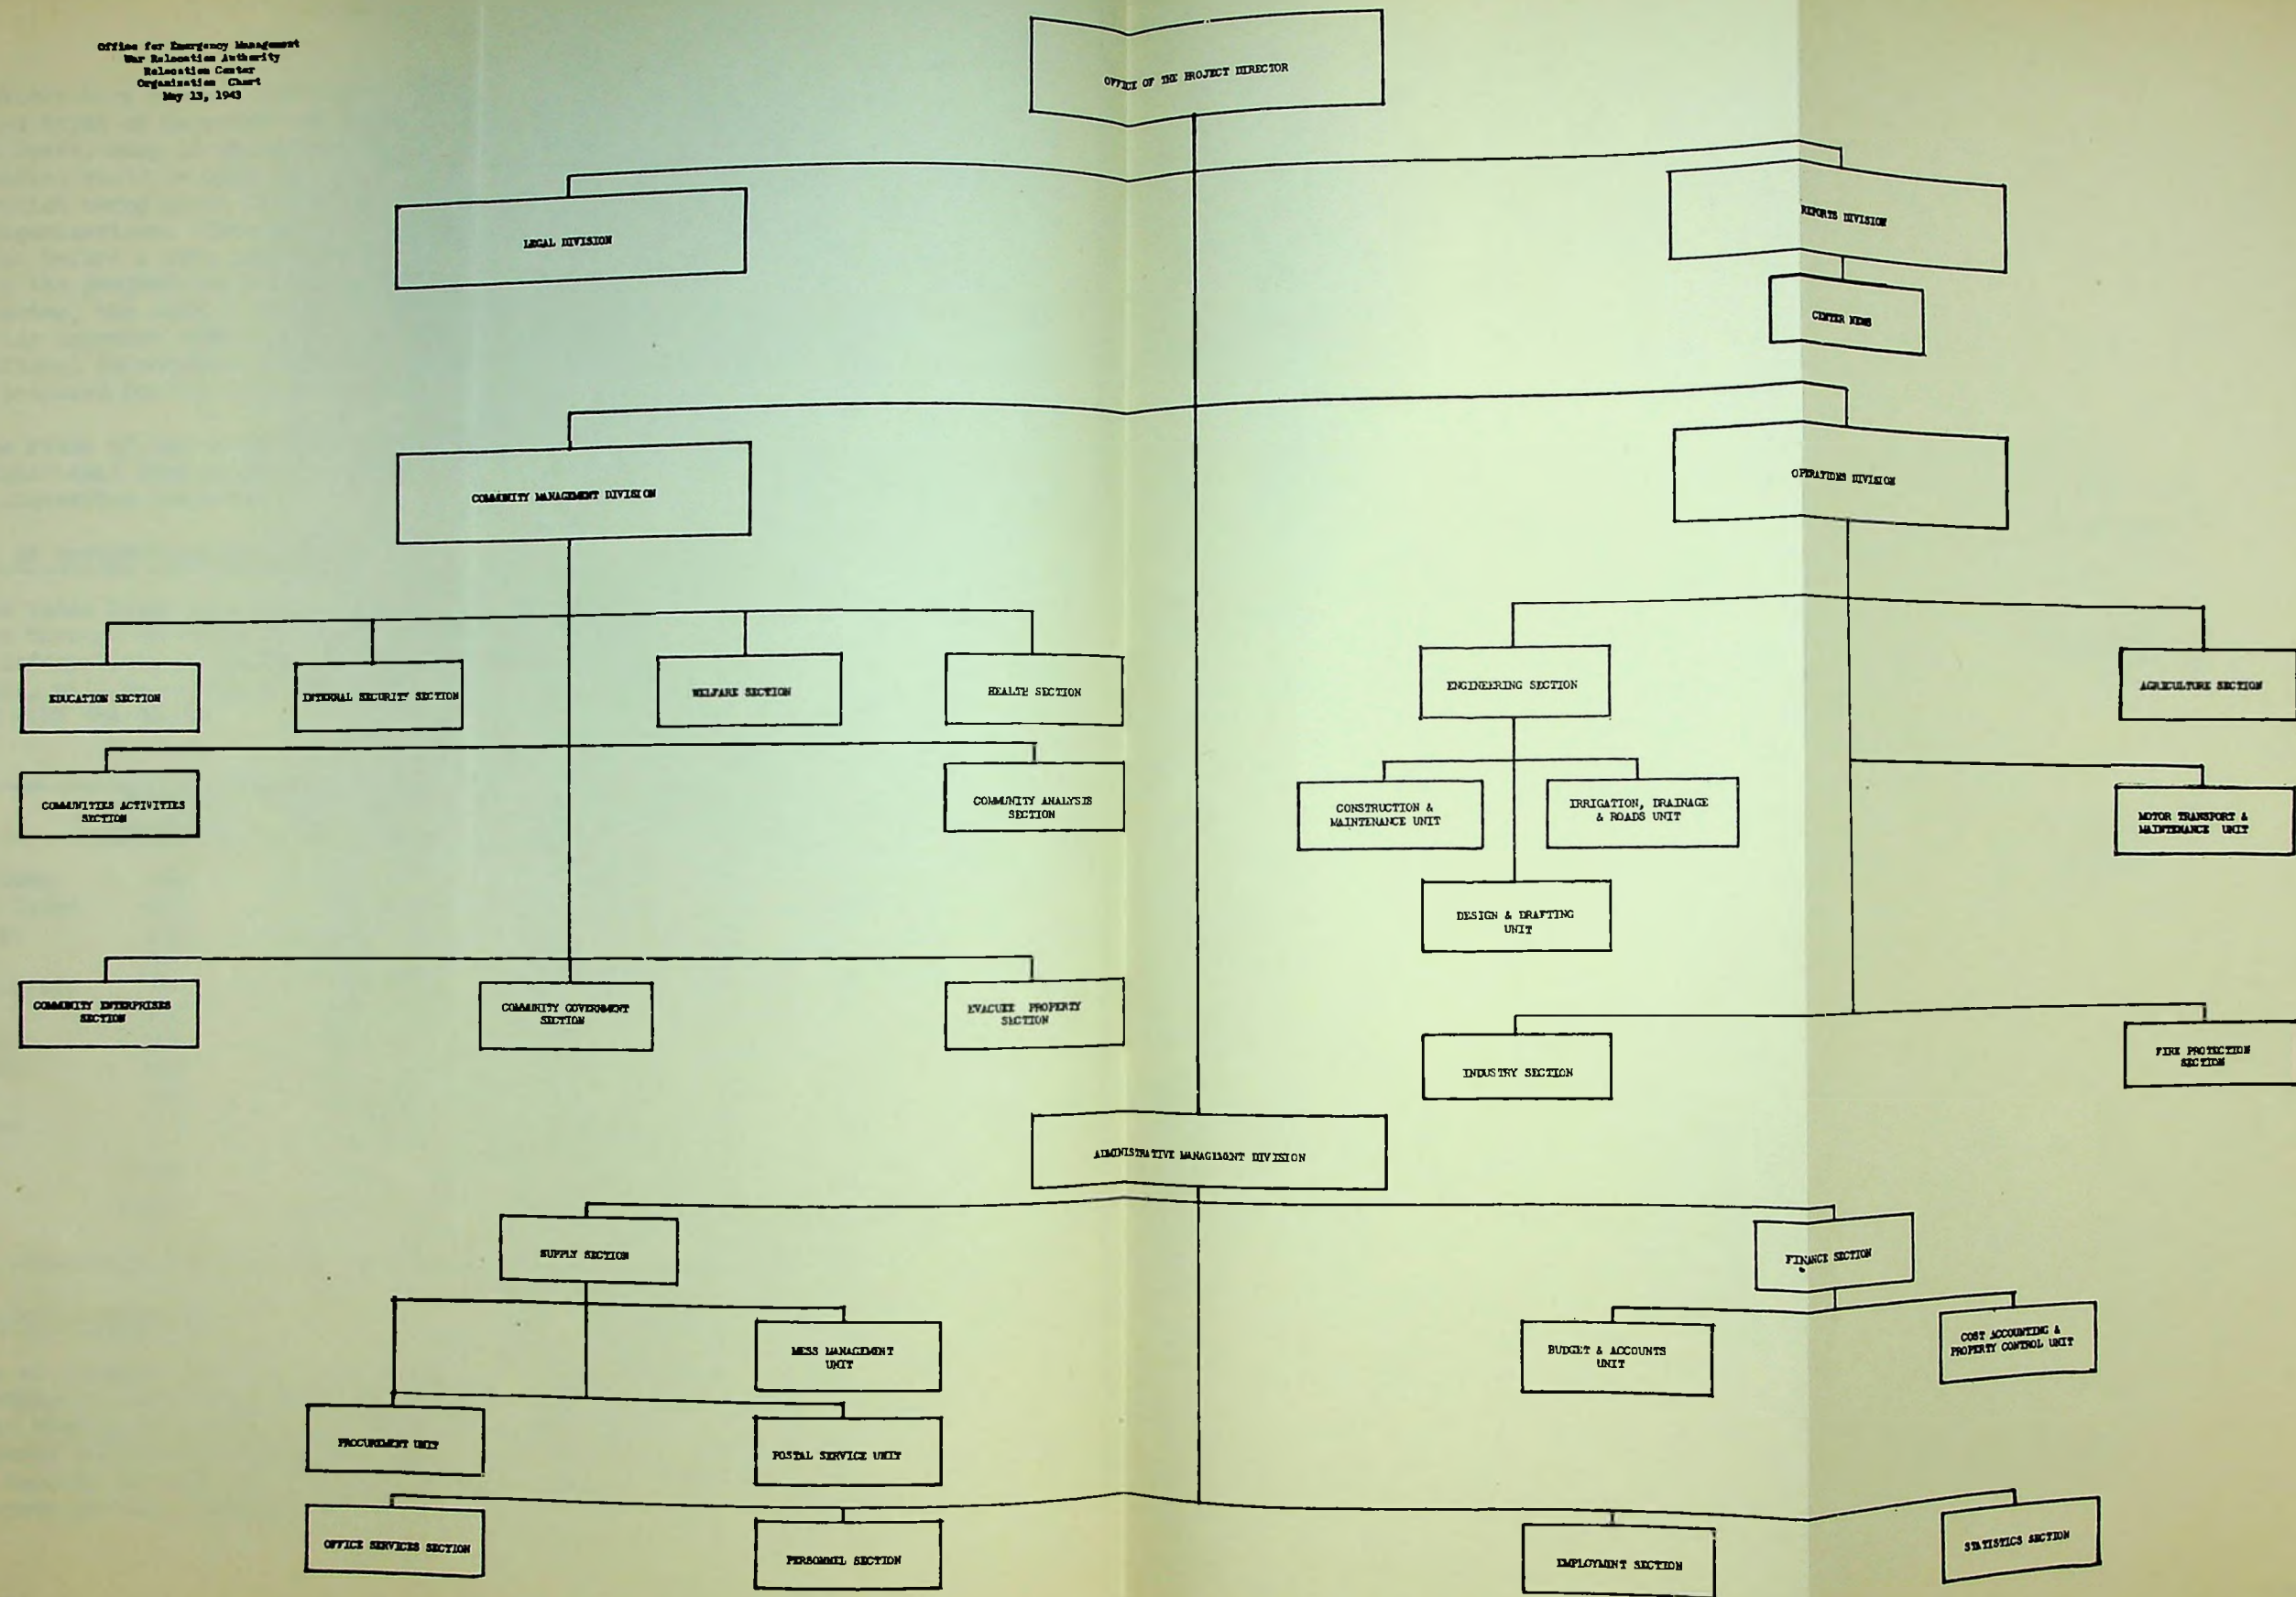 Office for Emergency Management
War Relocation Authority
Relocation Center
Organization Chart
May 13, 1943
OFFICE OF THE PROJECT DIRECTOR
LEGAL DIVISION
REPORTS DIVISION
CENTER NEWS
COMMUNITY MANAGEMENT DIVISION
OPERATIONS DIVISION
EDUCATION SECTION
INTERNAL SECURITY SECTION
WELFARE SECTION
HEALTH SECTION
ENGINEERING SECTION
AGRICULTURE SECTION
COMMUNITIES ACTIVITIES
SECTION
COMMUNITY ANALYSIS
SECTION
CONSTRUCTION &
MAINTENANCE UNIT
IRRIGATION, DRAINAGE
& ROADS UNIT
MOTOR TRANSPORT &
MAINTENANCE UNIT
DESIGN & DRAFTING
UNIT
COMMUNITY ENTERPRISES
SECTION
COMMUNITY GOVERNMENT
SECTION
EVACUEE PROPERTY
SECTION
INDUSTRY SECTION
FIRE PROTECTION
SECTION
ADMINISTRATIVE MANAGEMENT DIVISION
SUPPLY SECTION
FINANCE SECTION
MESS MANAGEMENT
UNIT
BUDGET & ACCOUNTS
UNIT
COST ACCOUNTING &
PROPERTY CONTROL UNIT
PROCUREMENT UNIT
POSTAL SERVICE UNIT
OFFICE SERVICES SECTION
PERSONNEL SECTION
EMPLOYMENT SECTION
STATISTICS SECTION